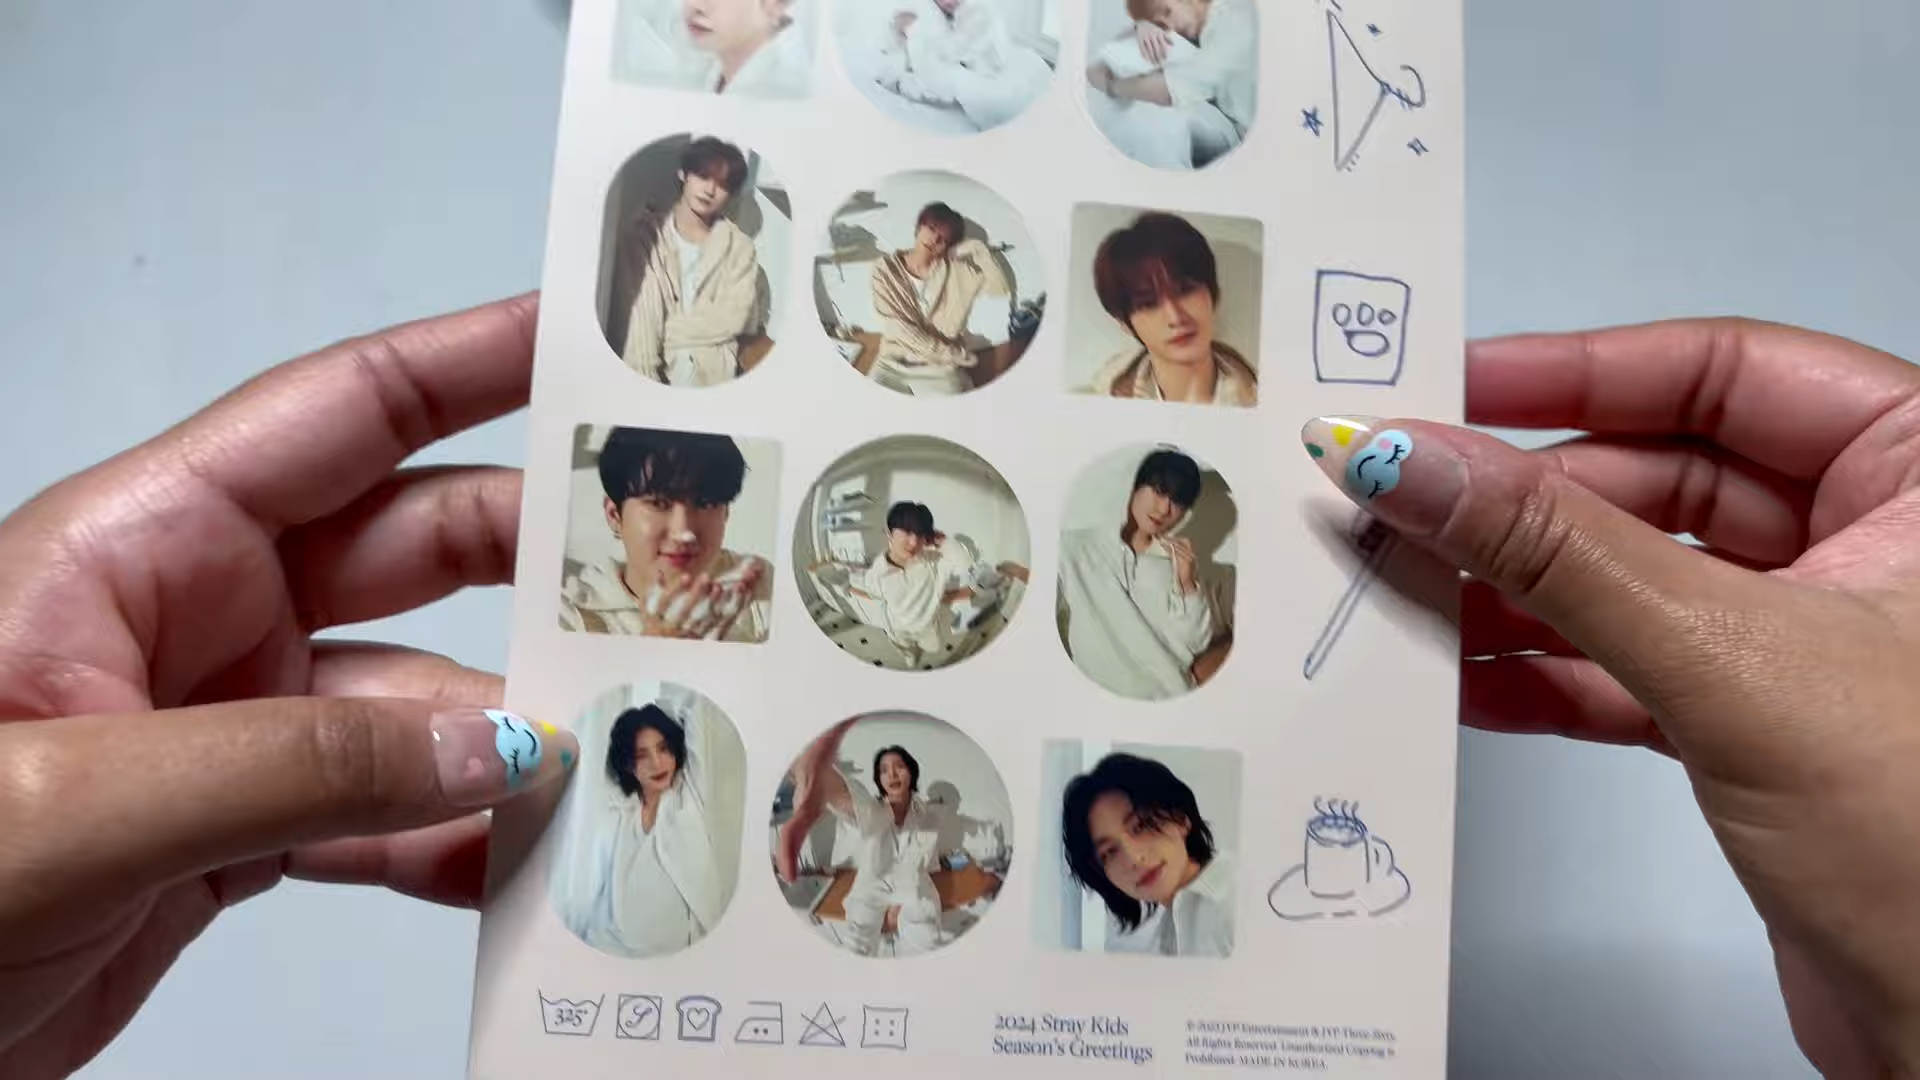 325°
2024 Stray Kids
Season's Greetings
© 2023 JYP Entertainment & JYP Three Sixty.
All Rights Reserved. Unauthorized Copying is
Prohibited. MADE IN KOREA.